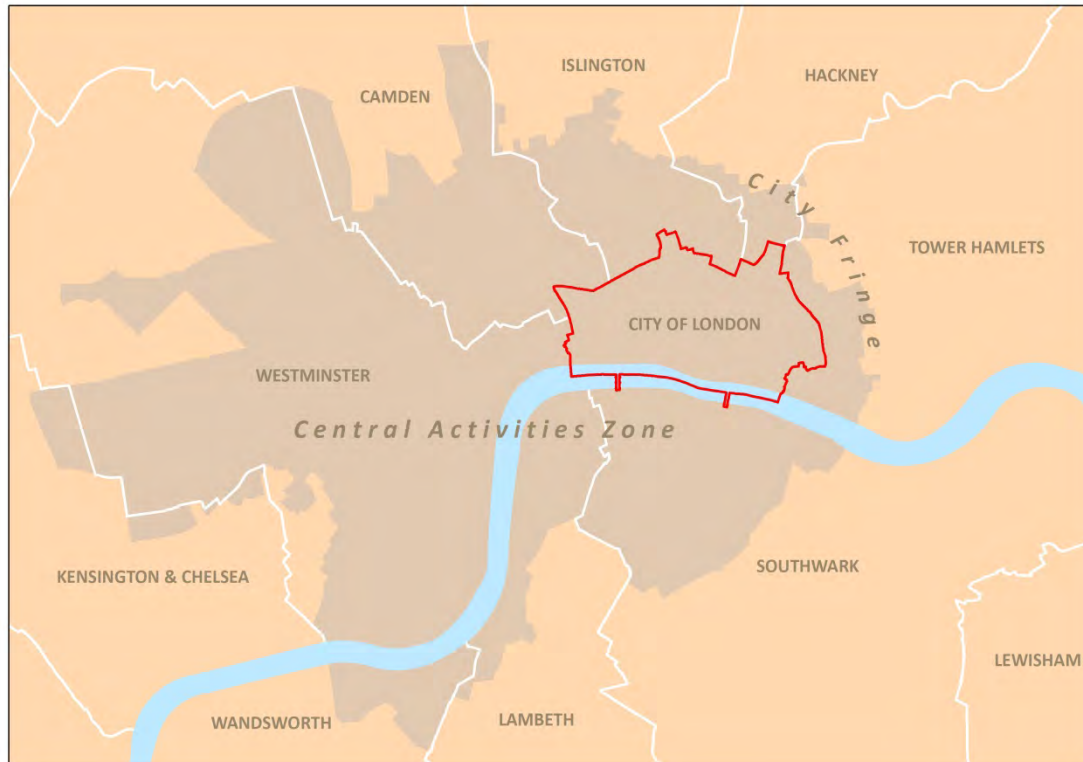 ISLINGTON
HACKNEY
CAMDEN
City Fringe
TOWER HAMLETS
CITY OF LONDON
WESTMINSTER
Central Activities Zone
SOUTHWARK
KENSINGTON & CHELSEA
LEWISHAM
WANDSWORTH
LAMBETH